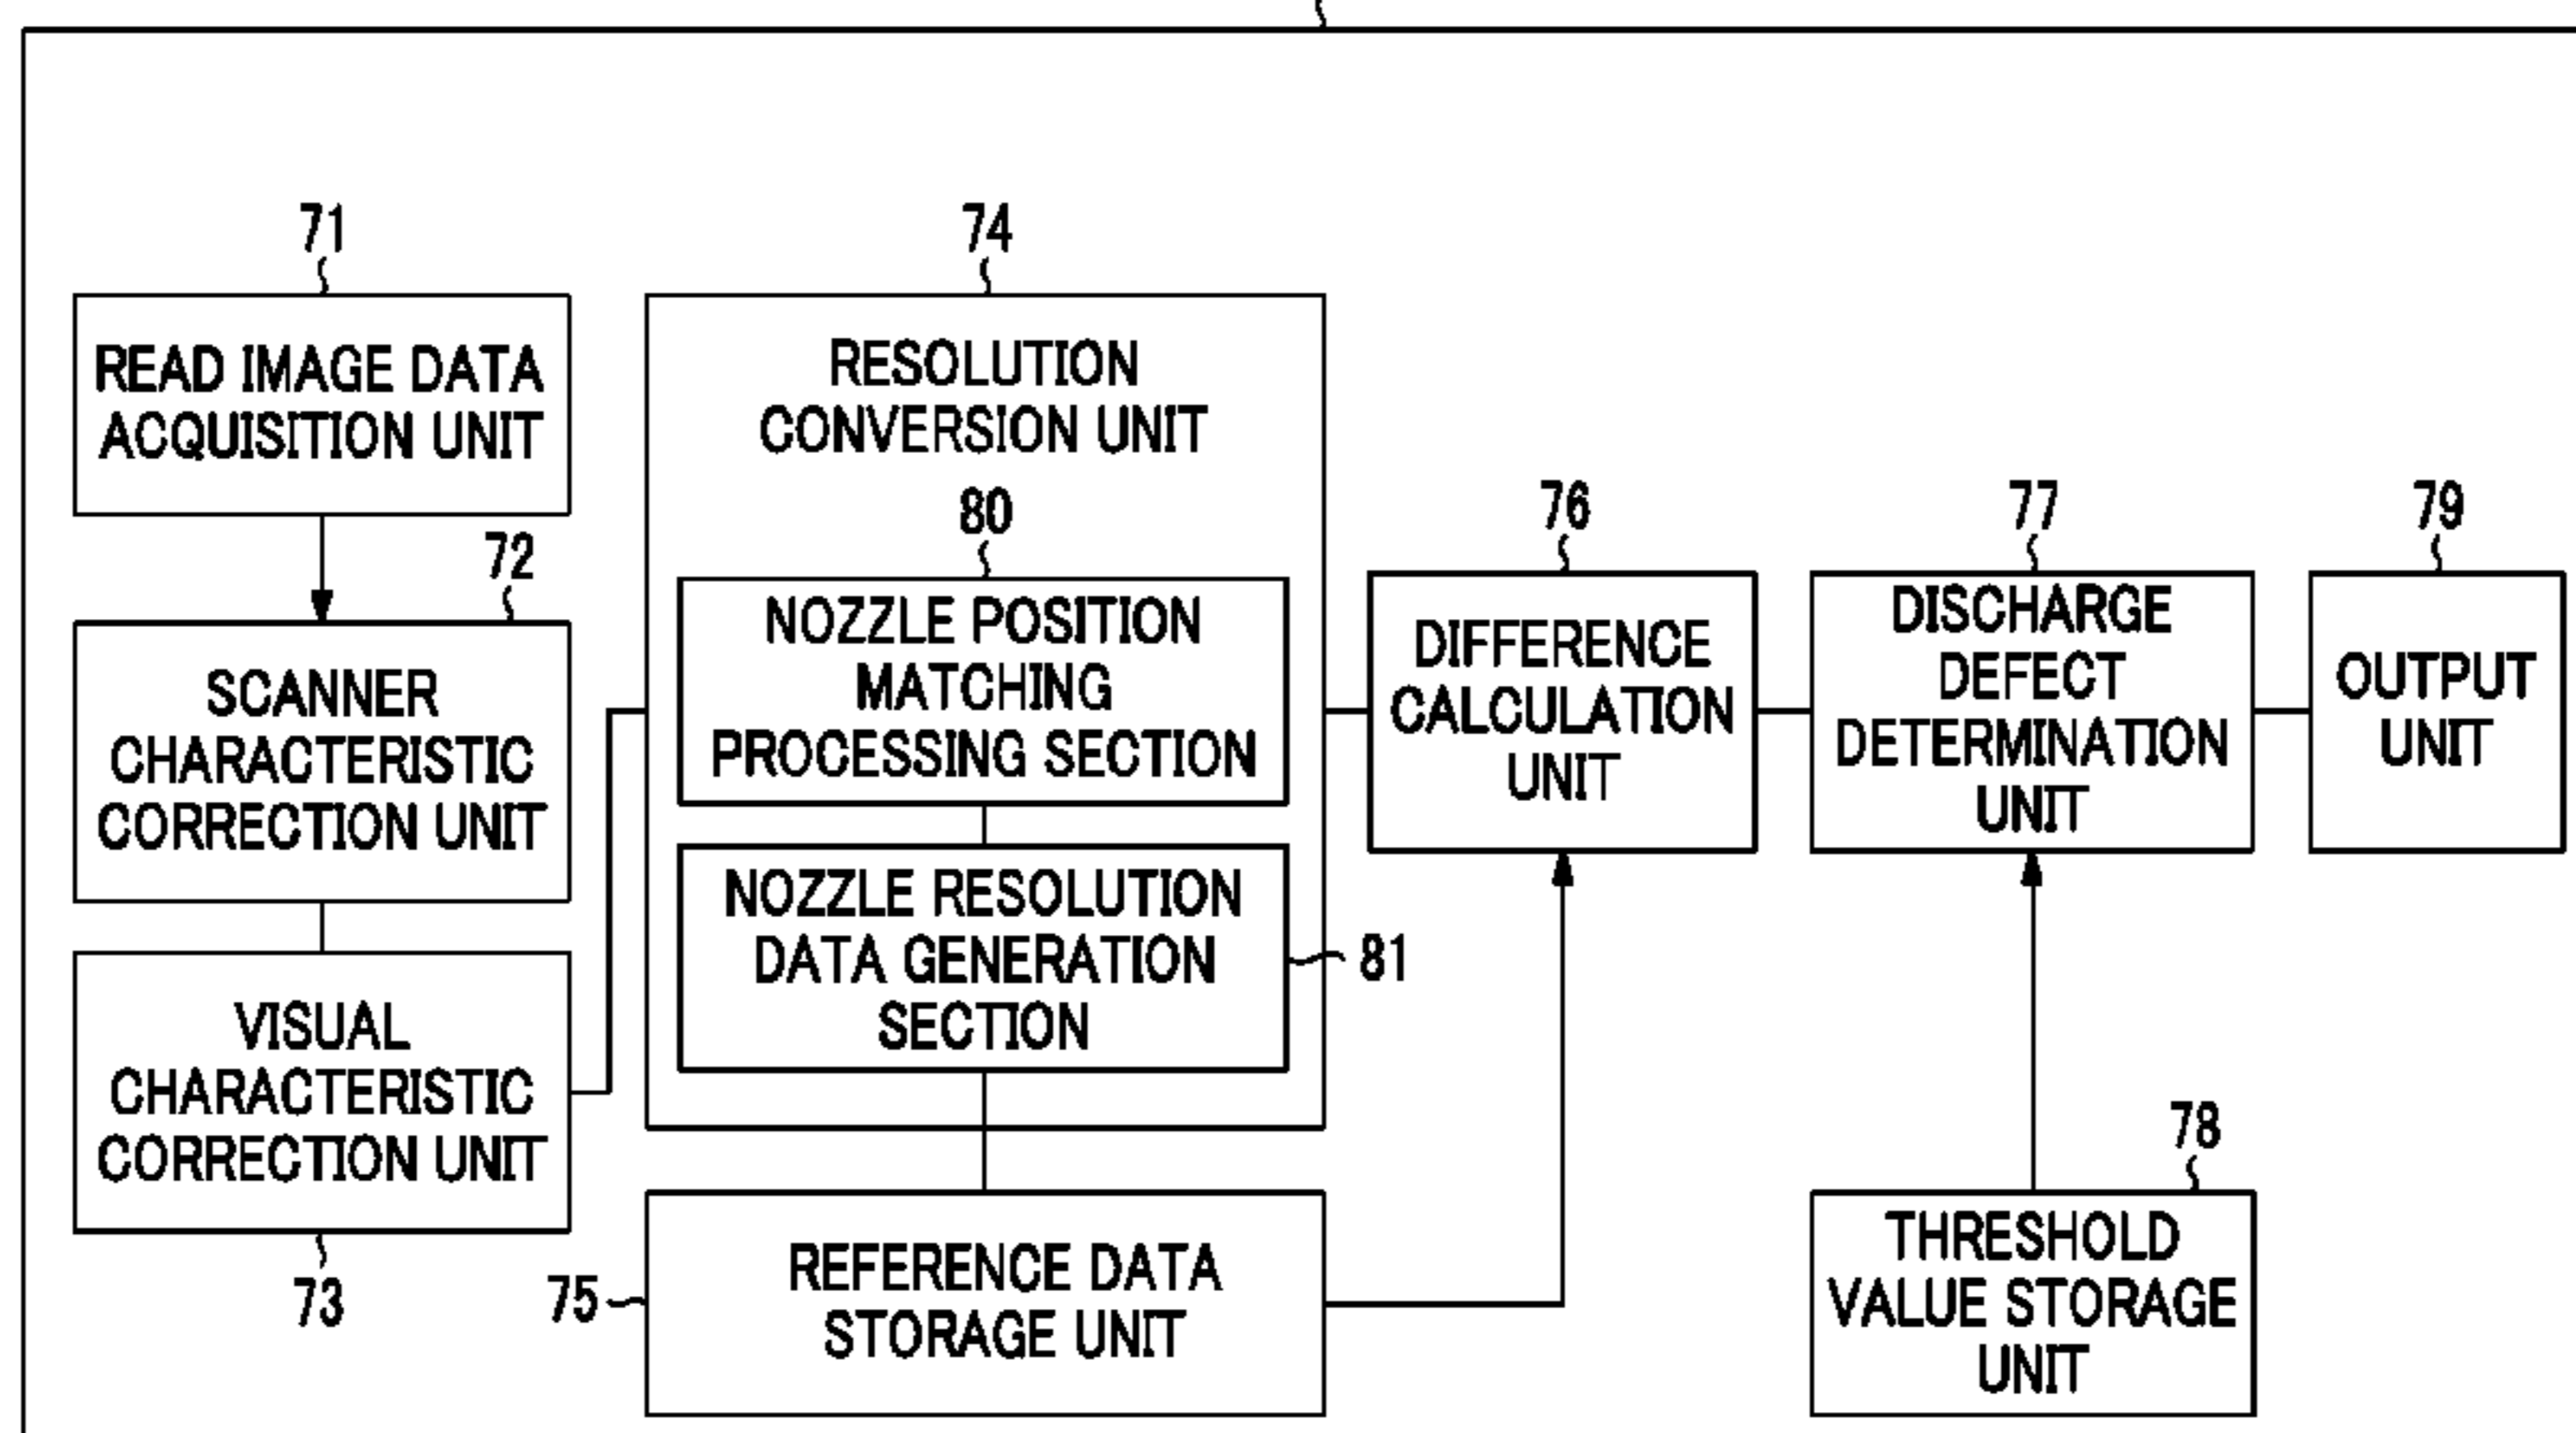 71
READ IMAGE DATA
ACQUISITION UNIT
72
SCANNER
CHARACTERISTIC
CORRECTION UNIT
VISUAL
CHARACTERISTIC
CORRECTION UNIT
73
74
RESOLUTION
CONVERSION UNIT
80
NOZZLE POSITION
MATCHING
PROCESSING SECTION
NOZZLE RESOLUTION
DATA GENERATION
SECTION
81
75
REFERENCE DATA
STORAGE UNIT
76
DIFFERENCE
CALCULATION
UNIT
77
DISCHARGE
DEFECT
DETERMINATION
UNIT
78
THRESHOLD
VALUE STORAGE
UNIT
79
OUTPUT
UNIT